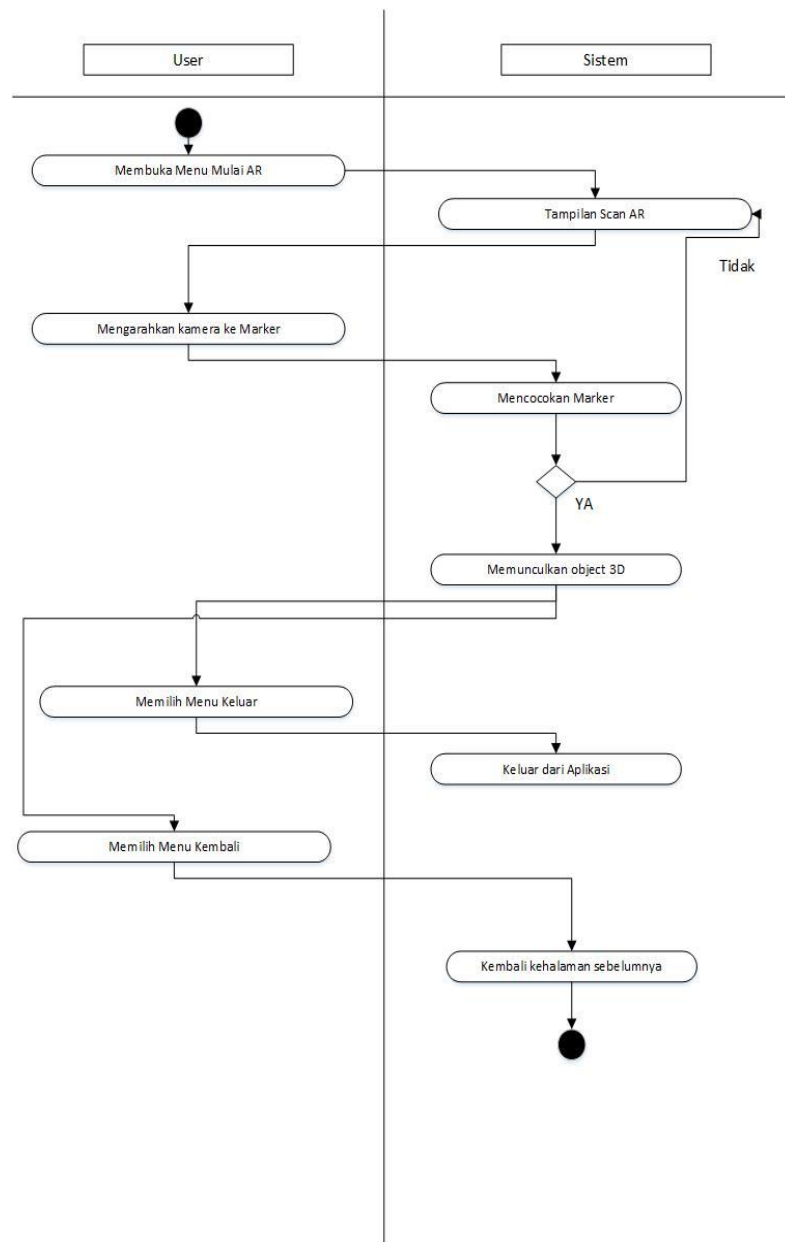 User
Sistem
Membuka Menu Mulai AR
Tampilan Scan AR
Tidak
Mengarahkan kamera ke Marker
Mencocokan Marker
YA
Memunculkan object 3D
Memilih Menu Keluar
Keluar dari Aplikasi
Memilih Menu Kembali
Kembali kehalaman sebelumnya